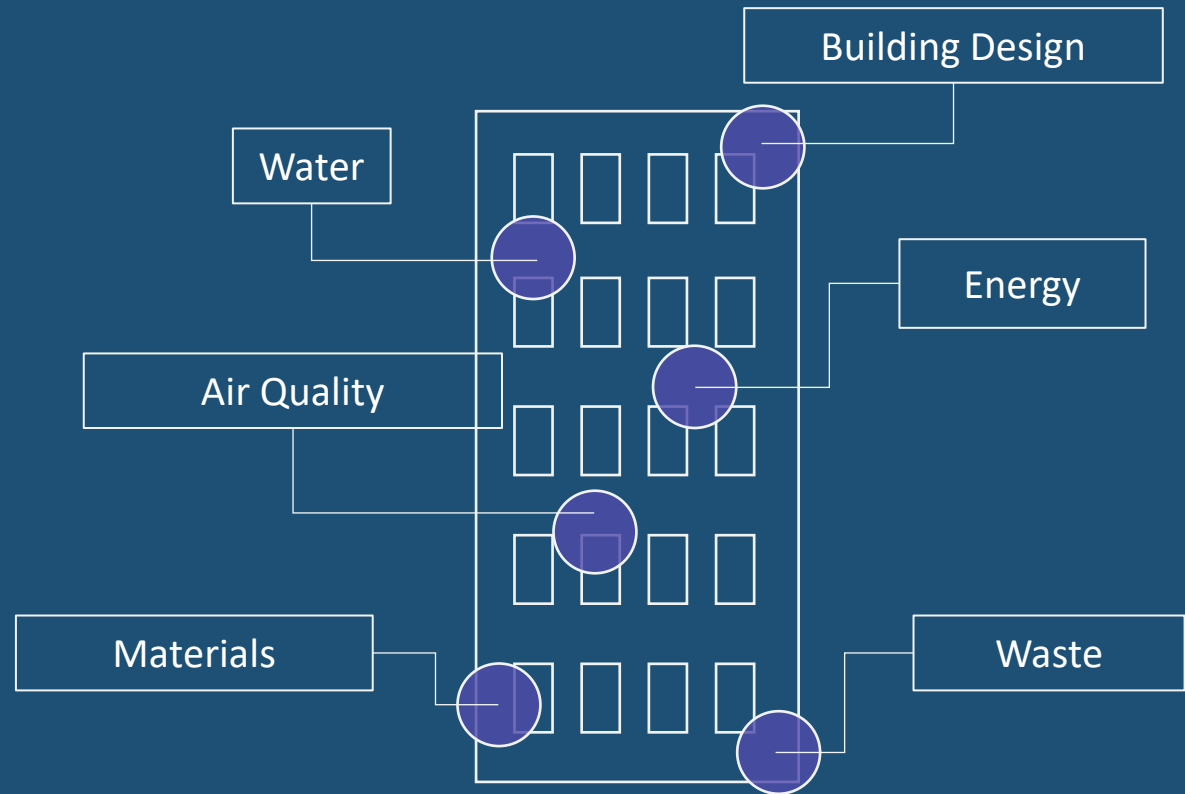 Building Design
Water
Energy
Air Quality
Materials
Waste